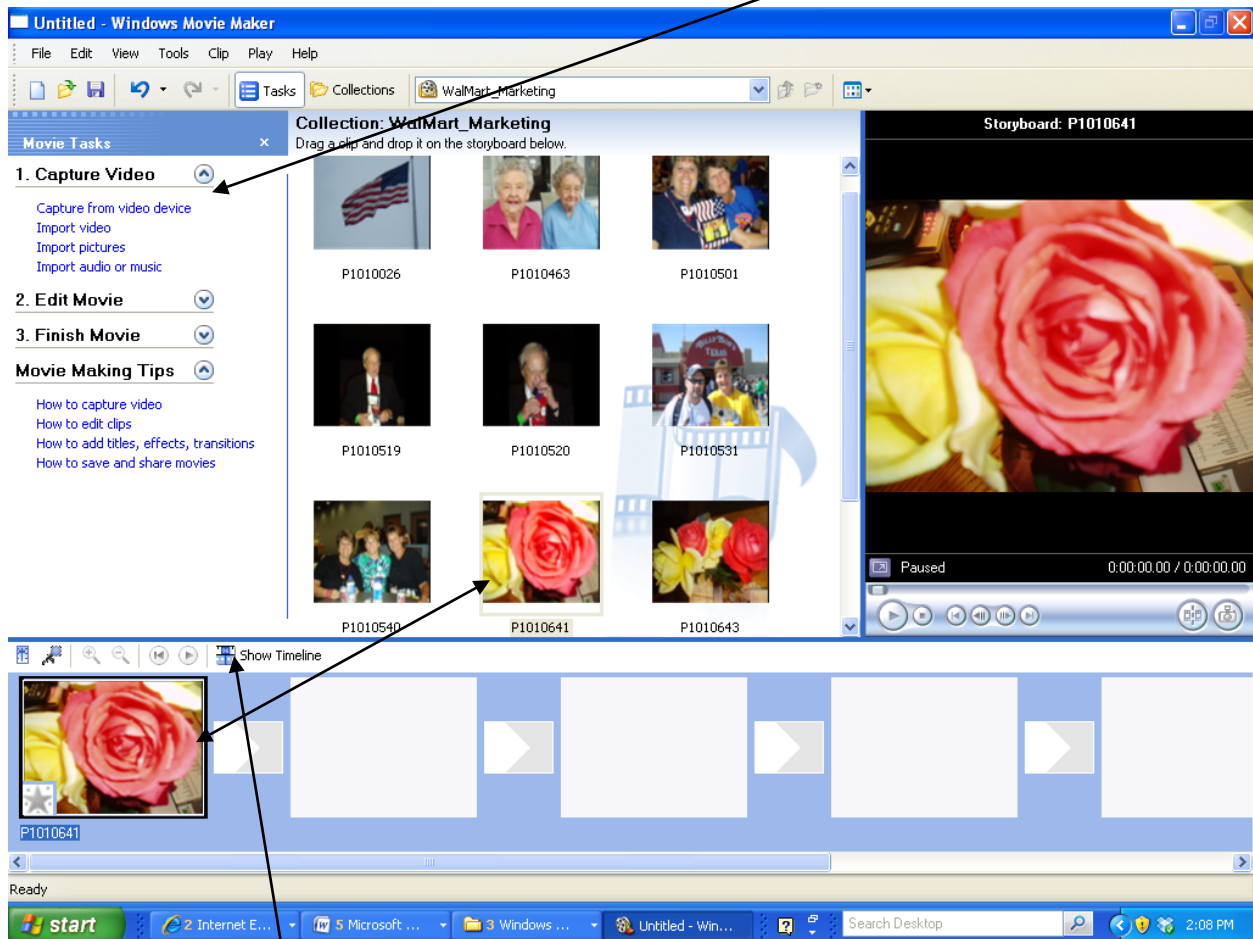 Untitled - Windows Movie Maker
File Edit View Tools Clip Play Help
Tasks Collections WalMart_Marketing
Movie Tasks ×
Collection: WalMart_Marketing
Drag a clip and drop it on the storyboard below.
Storyboard: P1010641
1. Capture Video
Capture from video device
Import video
Import pictures
Import audio or music
2. Edit Movie
3. Finish Movie
Movie Making Tips
How to capture video
How to edit clips
How to add titles, effects, transitions
How to save and share movies
P1010026 P1010463 P1010501
TEXAS
P1010519 P1010520 P1010531
P1010540 P1010641 P1010643
Paused 0:00:00.00 / 0:00:00.00
Show Timeline
P1010641
Ready
start 2 Internet E... 5 Microsoft ... 3 Windows ... Untitled - Win... Search Desktop 2:08 PM